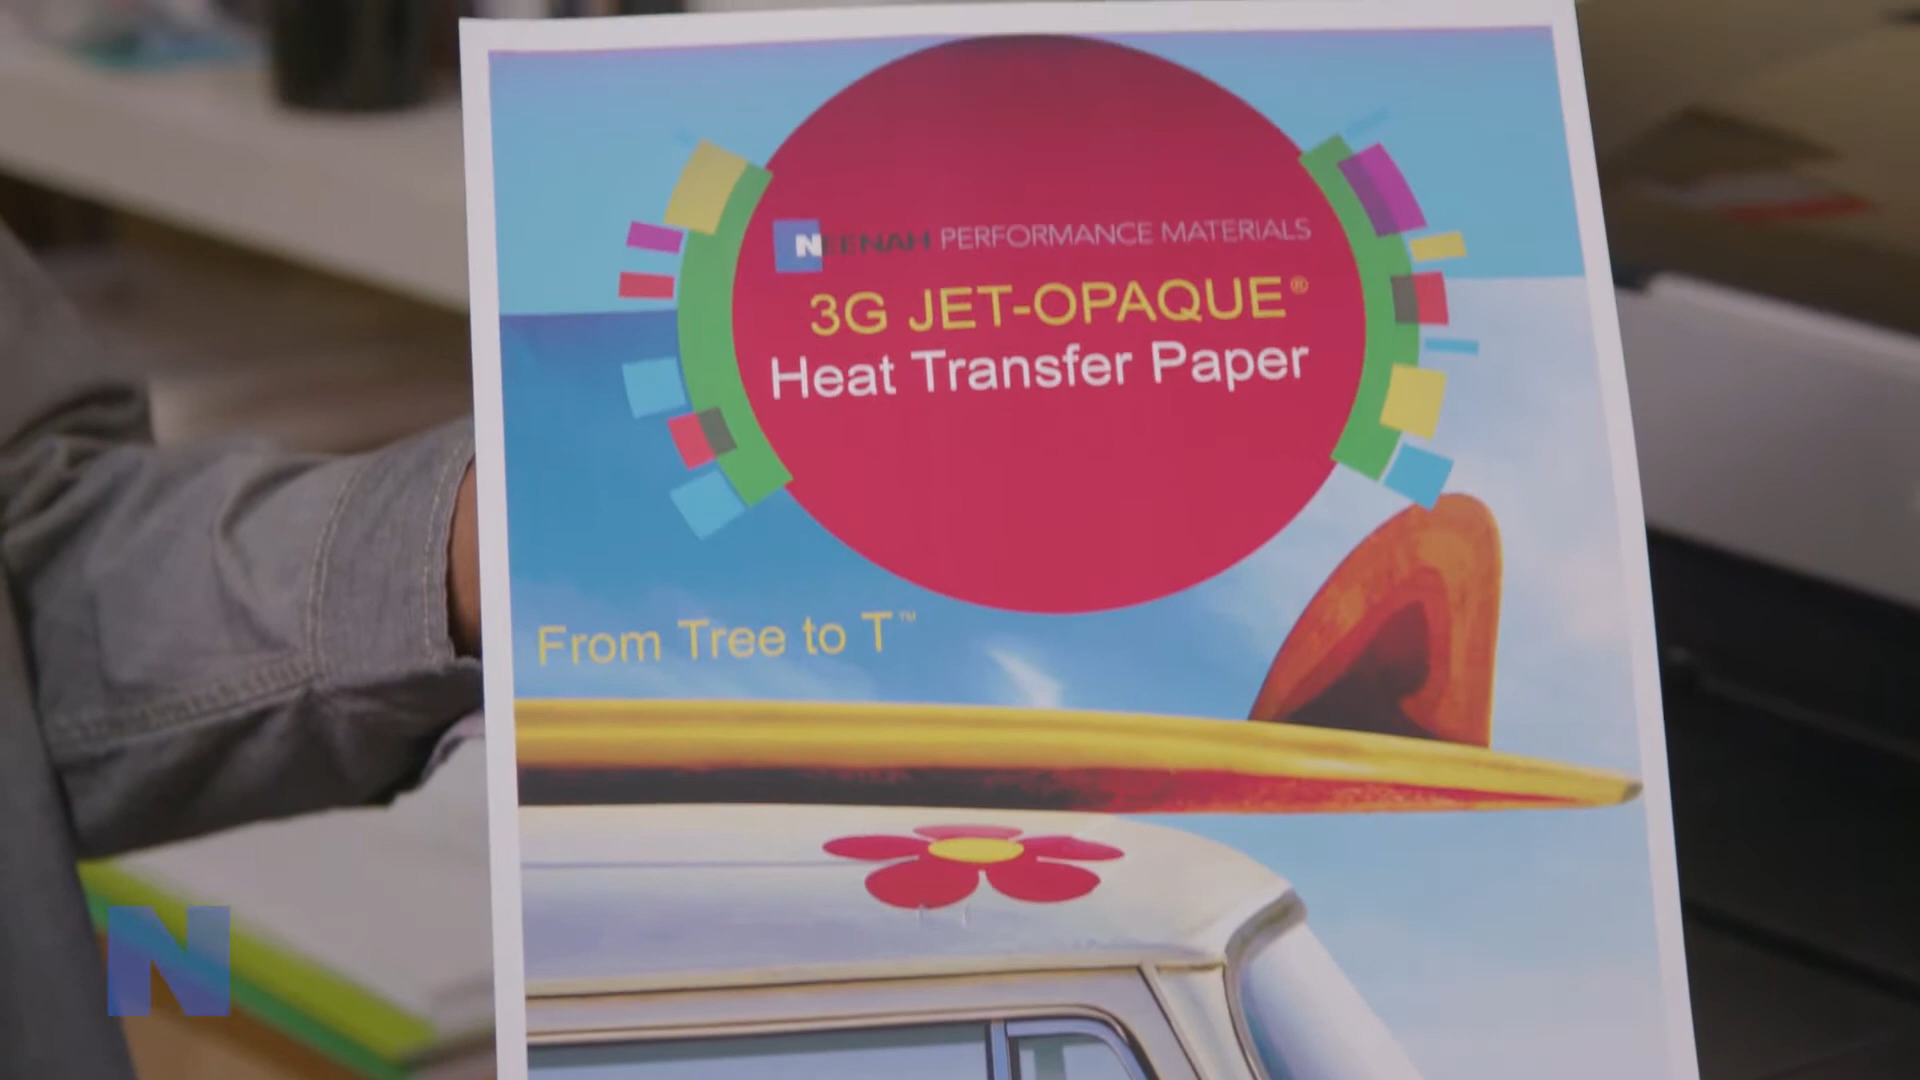 NEENAH PERFORMANCE MATERIALS
3G JET-OPAQUE®
Heat Transfer Paper
From Tree to T™
N